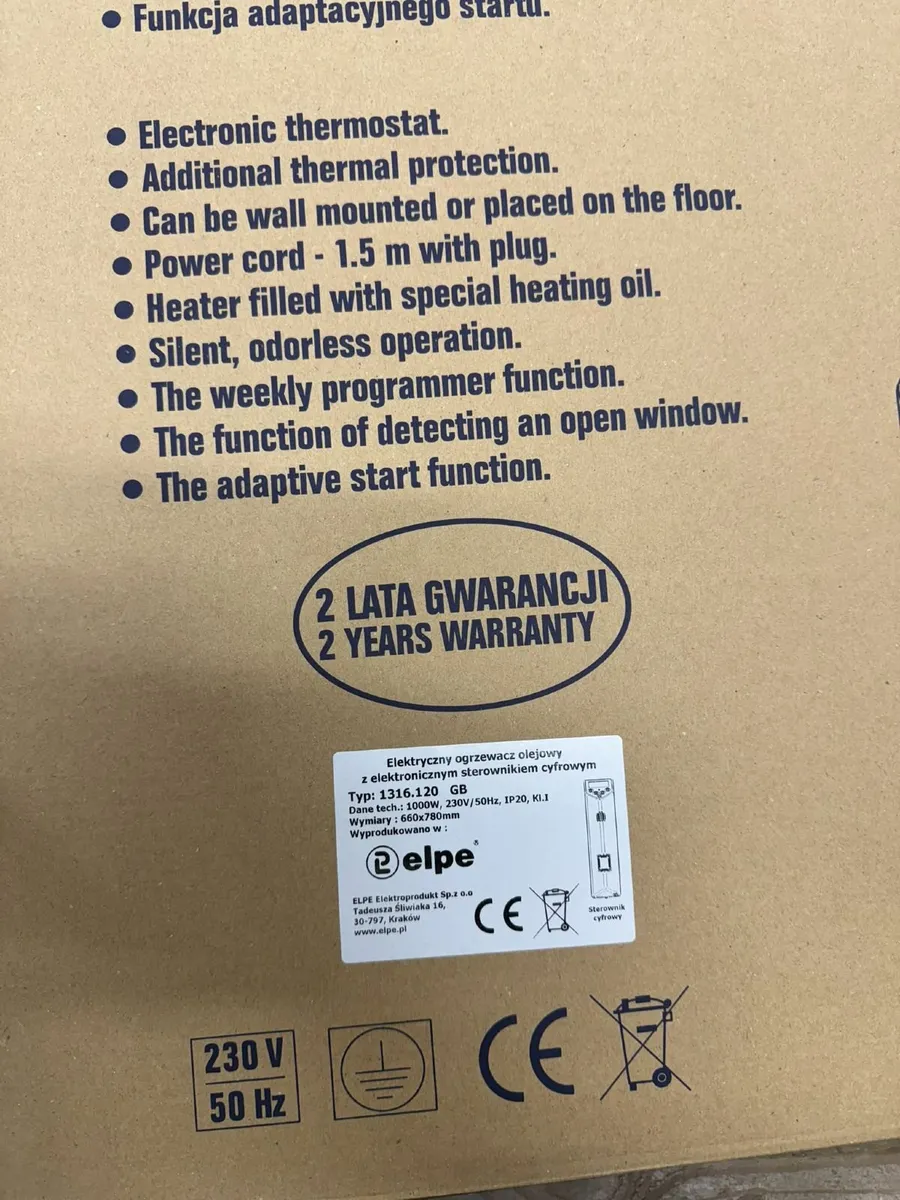 ● Funkcja adaptacyjnego startu.
● Electronic thermostat.
● Additional thermal protection.
● Can be wall mounted or placed on the floor.
● Power cord - 1.5 m with plug.
● Heater filled with special heating oil.
● Silent, odorless operation.
● The weekly programmer function.
● The function of detecting an open window.
● The adaptive start function.
2 LATA GWARANCJI
2 YEARS WARRANTY
Elektryczny ogrzewacz olejowy
z elektronicznym sterownikiem cyfrowym
Typ: 1316.120 GB
Dane tech.: 1000W, 230V/50Hz, IP20, Kl.I
Wymiary : 660x780mm
Wyprodukowano w :
elpe®
ELPE Elektroprodukt Sp.z o.o
Tadeusza Śliwiaka 16,
30-797, Kraków
www.elpe.pl
CE
Sterownik
cyfrowy
230 V
50 Hz
CE